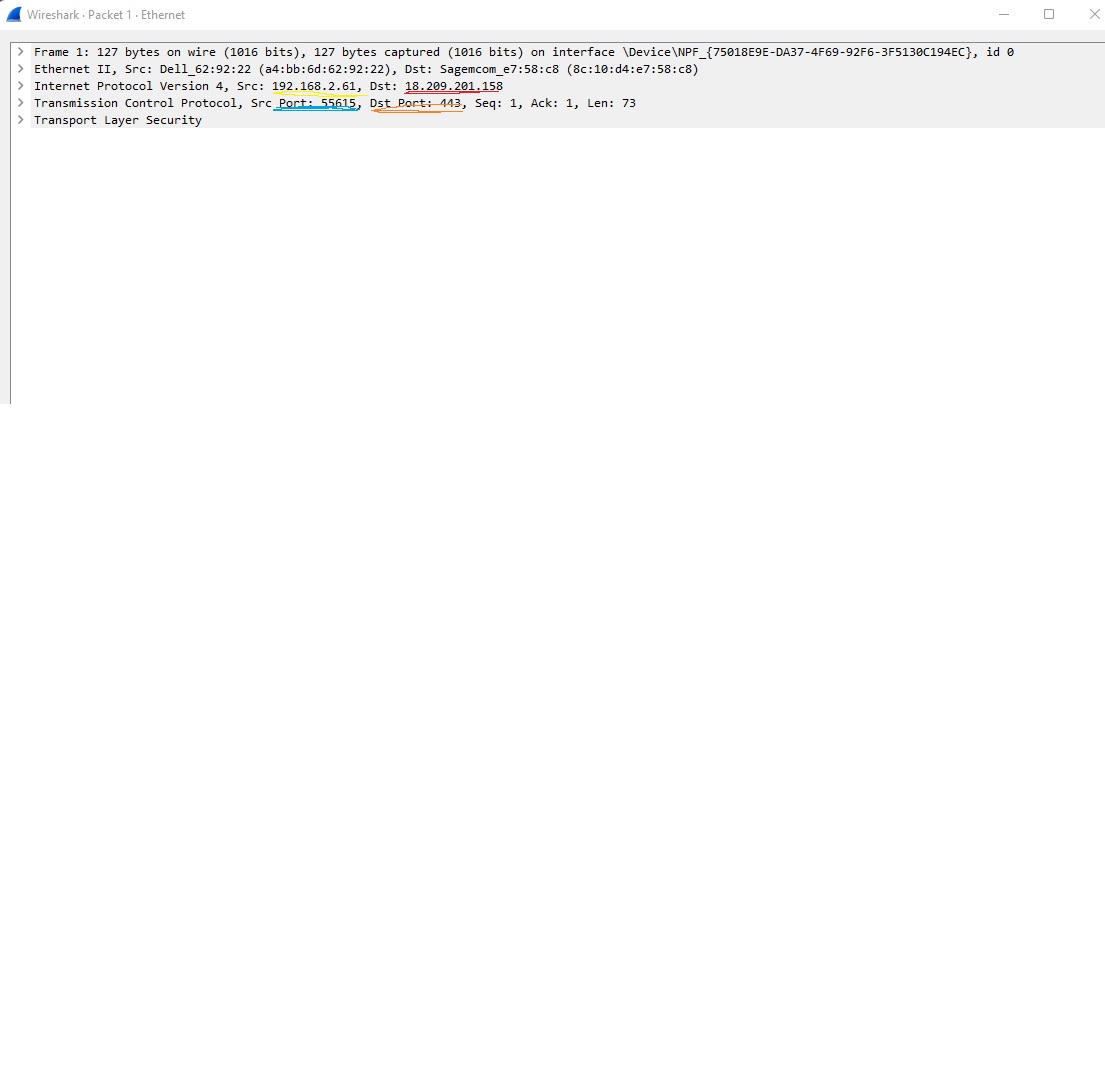 Wireshark · Packet 1 · Ethernet
Frame 1: 127 bytes on wire (1016 bits), 127 bytes captured (1016 bits) on interface \Device\NPF_{75018E9E-DA37-4F69-92F6-3F5130C194EC}, id 0
Ethernet II, Src: Dell_62:92:22 (a4:bb:6d:62:92:22), Dst: Sagemcom_e7:58:c8 (8c:10:d4:e7:58:c8)
Internet Protocol Version 4, Src: 192.168.2.61, Dst: 18.209.201.158
Transmission Control Protocol, Src Port: 55615, Dst Port: 443, Seq: 1, Ack: 1, Len: 73
Transport Layer Security